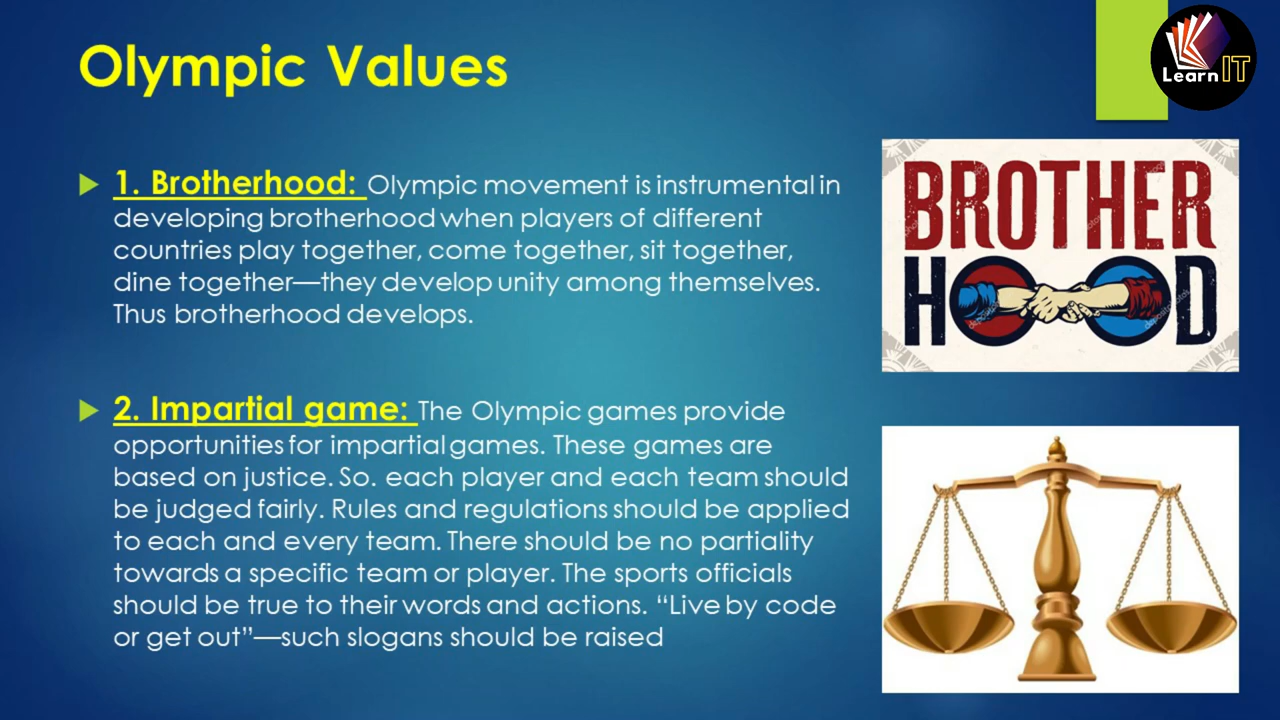 Olympic Values
Learn IT
1. Brotherhood: Olympic movement is instrumental in
developing brotherhood when players of different
countries play together, come together, sit together,
dine together—they develop unity among themselves.
Thus brotherhood develops.
BROTHER
HOOD
depositphotos
depositphotos
2. Impartial game: The Olympic games provide
opportunities for impartial games. These games are
based on justice. So. each player and each team should
be judged fairly. Rules and regulations should be applied
to each and every team. There should be no partiality
towards a specific team or player. The sports officials
should be true to their words and actions. “Live by code
or get out”—such slogans should be raised